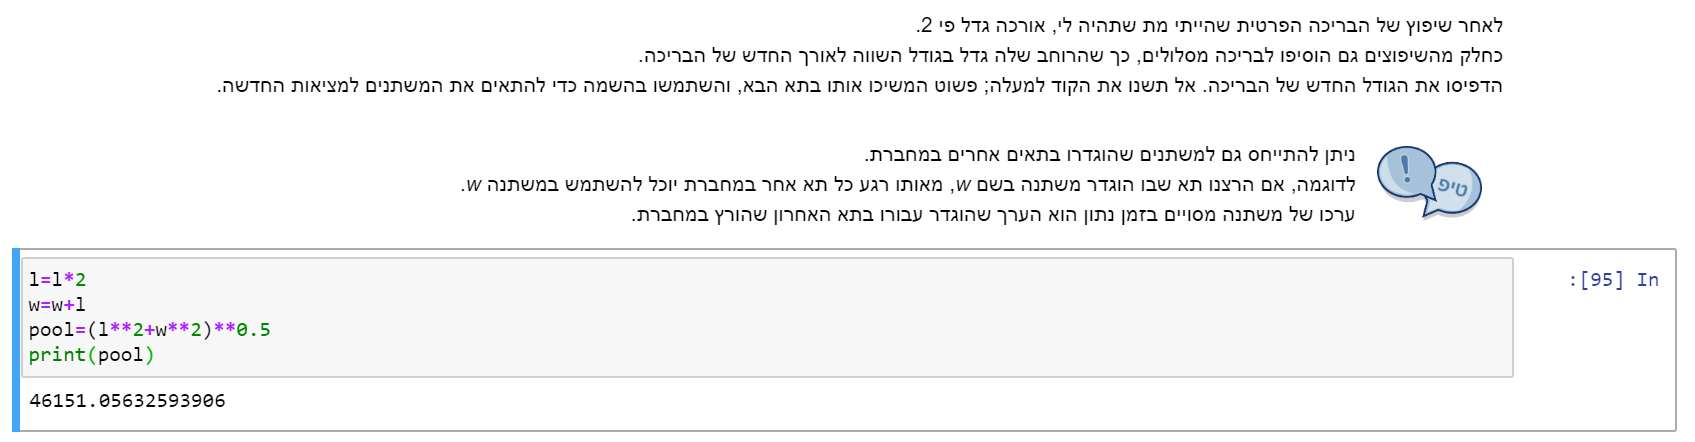 לאחר שיפוץ של הבריכה הפרטית שהייתי מת שתהיה לי, אורכה גדל פי 2.
כחלק מהשיפוצים גם הוסיפו לבריכה מסלולים, כך שהרוחב שלה גדל בגודל השווה לאורך החדש של הבריכה.
הדפיסו את הגודל החדש של הבריכה. אל תשנו את הקוד למעלה; פשוט המשיכו אותו בתא הבא, והשתמשו בהשמה כדי להתאים את המשתנים למציאות החדשה.
טיפ!
ניתן להתייחס גם למשתנים שהוגדרו בתאים אחרים במחברת.
לדוגמה, אם הרצנו תא שבו הוגדר משתנה בשם w, מאותו רגע כל תא אחר במחברת יוכל להשתמש במשתנה w.
ערכו של משתנה מסויים בזמן נתון הוא הערך שהוגדר עבורו בתא האחרון שהורץ במחברת.
:[95] In
l=l*2
w=w+l
pool=(l**2+w**2)**0.5
print(pool)
46151.05632593906